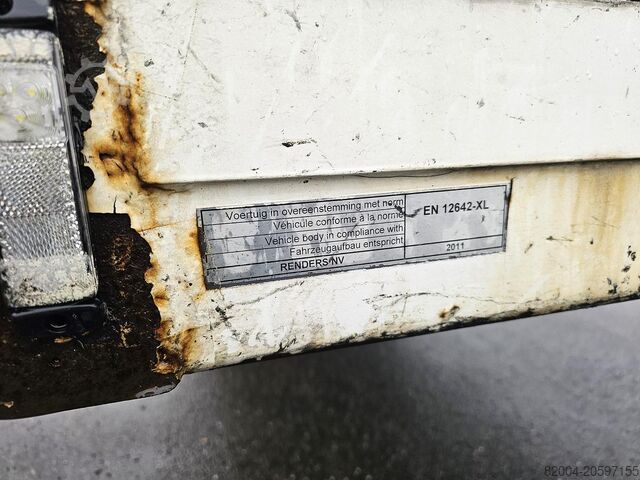 Voertuig in overeenstemming met norm
Véhicule conforme à la norme
Vehicle body in compliance with
Fahrzeugaufbau entspricht
RENDERS NV
EN 12642-XL
2011
82004-20597155